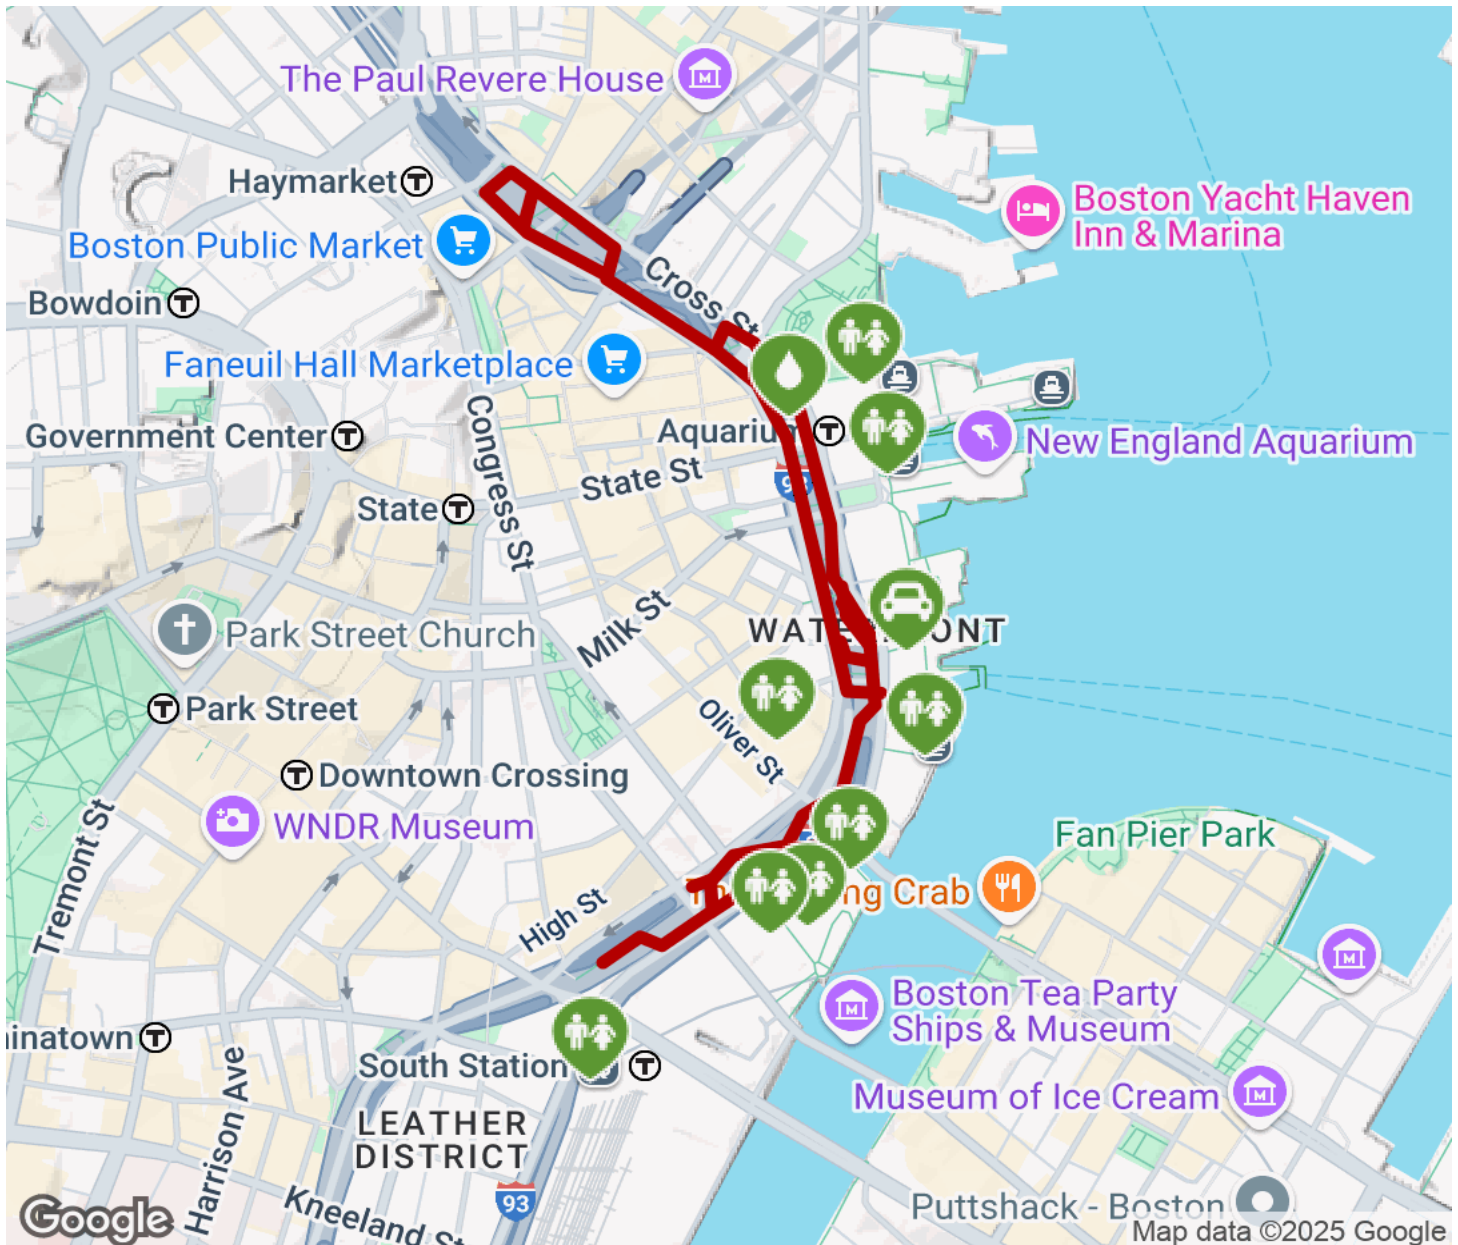 The Paul Revere House
Haymarket
Boston Yacht Haven
Inn & Marina
Boston Public Market
Cross St
Bowdoin
Faneuil Hall Marketplace
Congress St
Government Center
Aquarium
New England Aquarium
State St
93
State
Milk St
Park Street Church
WATERFRONT
Park Street
Oliver St
Downtown Crossing
WNDR Museum
Fan Pier Park
Tremont St
ng Crab
High St
Boston Tea Party
Ships & Museum
inatown
South Station
Museum of Ice Cream
LEATHER
DISTRICT
Harrison Ave
93
Kneeland St
Puttshack - Boston
Google
Map data ©2025 Google